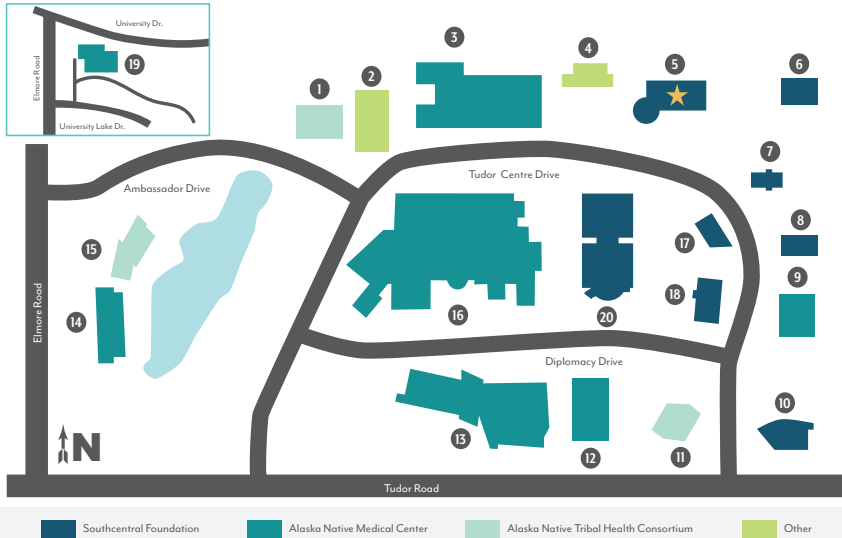 University Dr.
Elmore Road
19
University Lake Dr.
1
2
3
4
5
6
7
8
9
Ambassador Drive
Tudor Centre Drive
15
14
Elmore Road
16
20
17
18
Diplomacy Drive
13
12
11
10
N
Tudor Road
Southcentral Foundation
Alaska Native Medical Center
Alaska Native Tribal Health Consortium
Other